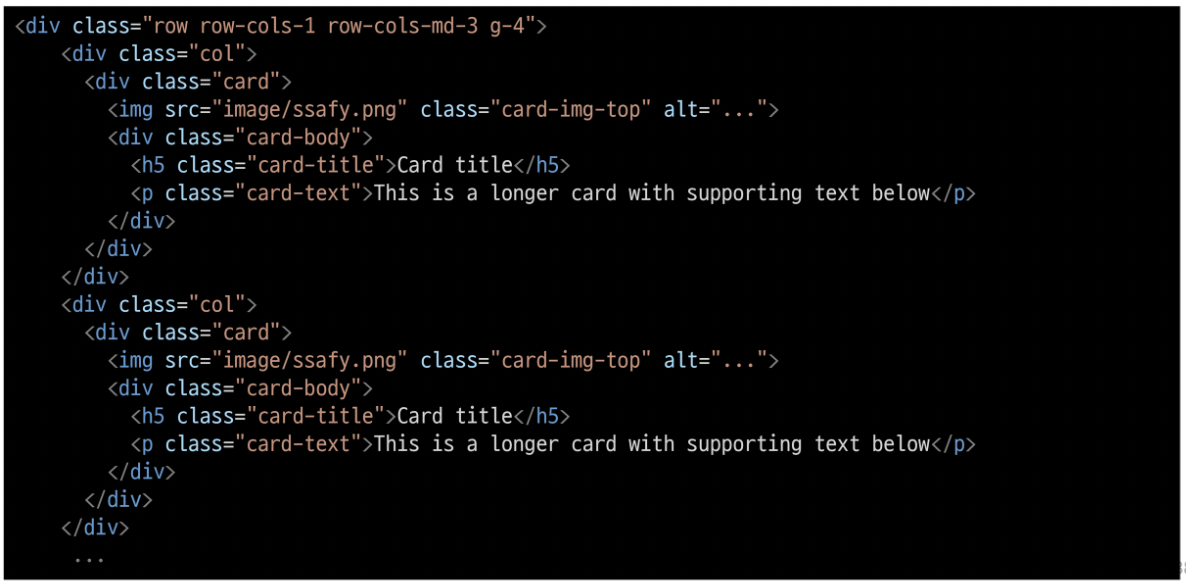 <div class="row row-cols-1 row-cols-md-3 g-4">
    <div class="col">
      <div class="card">
        <img src="image/ssafy.png" class="card-img-top" alt="...">
        <div class="card-body">
          <h5 class="card-title">Card title</h5>
          <p class="card-text">This is a longer card with supporting text below</p>
        </div>
      </div>
    </div>
    <div class="col">
      <div class="card">
        <img src="image/ssafy.png" class="card-img-top" alt="...">
        <div class="card-body">
          <h5 class="card-title">Card title</h5>
          <p class="card-text">This is a longer card with supporting text below</p>
        </div>
      </div>
    </div>
     ...